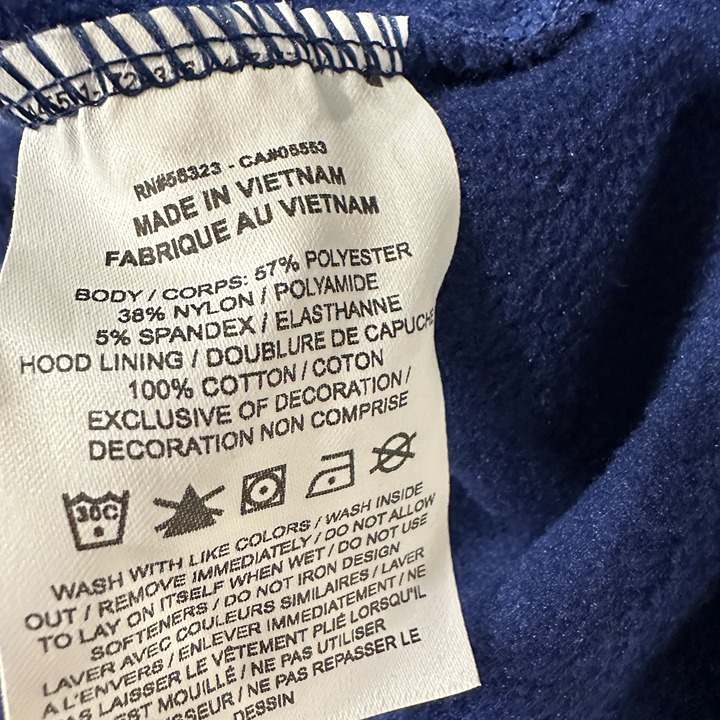 RN#56323 - CA#05553
MADE IN VIETNAM
FABRIQUE AU VIETNAM
BODY / CORPS: 57% POLYESTER
38% NYLON / POLYAMIDE
5% SPANDEX / ELASTHANNE
HOOD LINING / DOUBLURE DE CAPUCHE
100% COTTON / COTON
EXCLUSIVE OF DECORATION /
DECORATION NON COMPRISE
30C
WASH WITH LIKE COLORS / WASH INSIDE
OUT / REMOVE IMMEDIATELY / DO NOT ALLOW
TO LAY ON ITSELF WHEN WET / DO NOT USE
SOFTENERS / DO NOT IRON DESIGN
LAVER AVEC COULEURS SIMILAIRES / LAVER
A L'ENVERS / ENLEVER IMMEDIATEMENT / NE
PAS LAISSER LE VÊTEMENT PLIÉ LORSQU'IL
EST MOUILLÉ / NE PAS UTILISER
/ NE PAS REPASSER LE
DESSIN